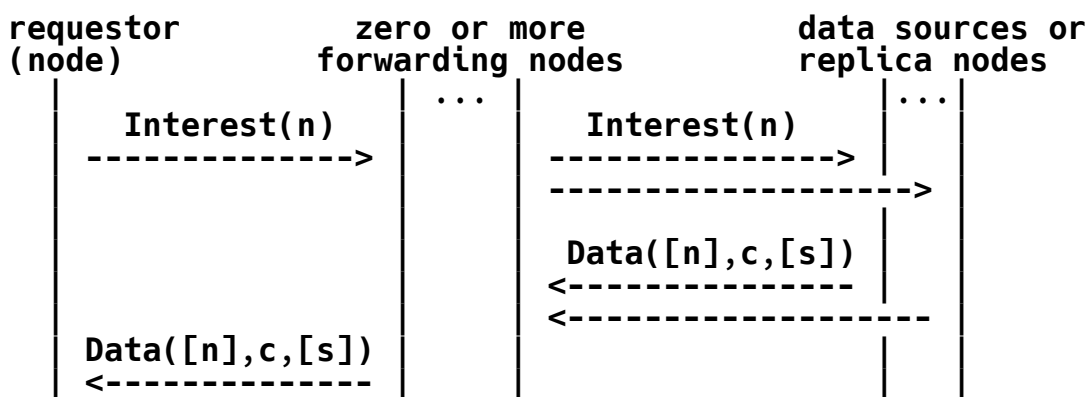 requestor zero or more data sources or
(node) forwarding nodes replica nodes
| | ... | |...|
Interest(n) Interest(n)
--------------> --------------->
------------------->
Data([n],c,[s])
<---------------
<-------------------
Data([n],c,[s])
<--------------